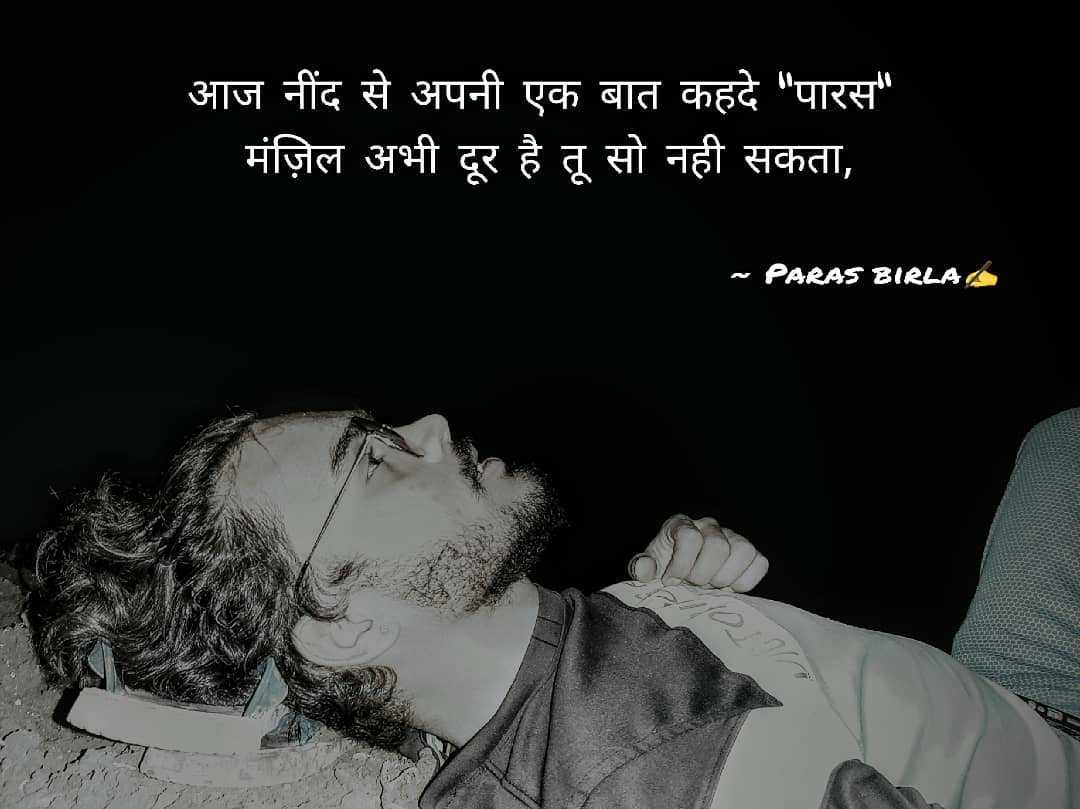 आज नींद से अपनी एक बात कहदे "पारस"
मंज़िल अभी दूर है तू सो नही सकता,
~ PARAS BIRLA✍️